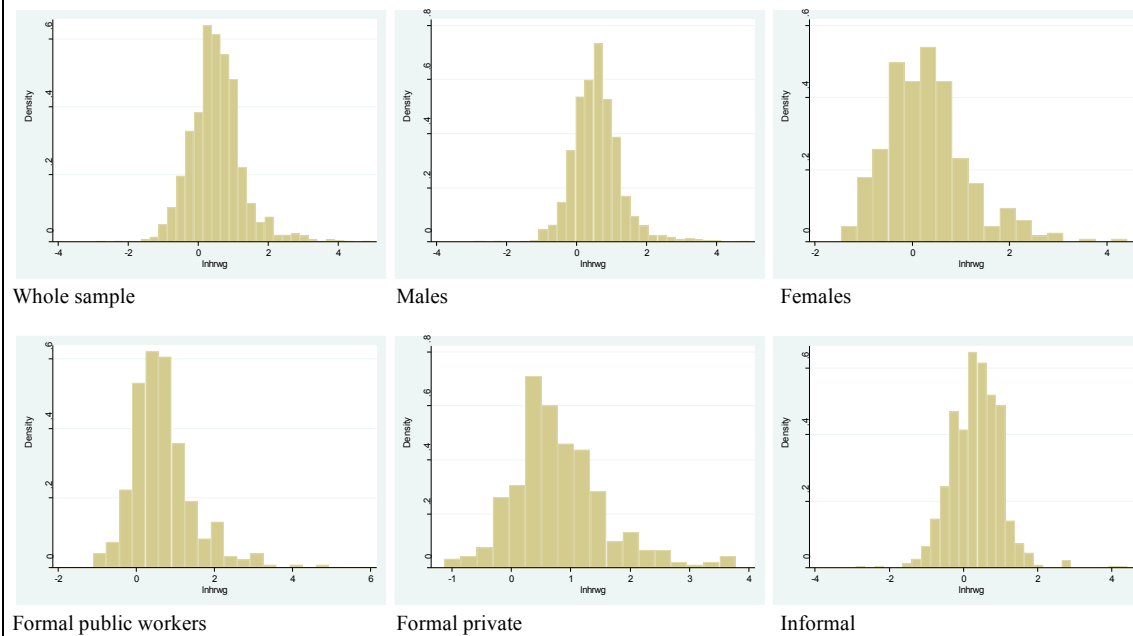 .6
.4
.2
0
Density
-4 -2 0 2 4
lnhrwg
Whole sample
.8
.6
.4
.2
0
Density
-4 -2 0 2 4
lnhrwg
Males
.6
.4
.2
0
Density
-2 0 2 4
lnhrwg
Females
.6
.4
.2
0
Density
-2 0 2 4 6
lnhrwg
Formal public workers
.8
.6
.4
.2
0
Density
-1 0 1 2 3 4
lnhrwg
Formal private
.6
.4
.2
0
Density
-4 -2 0 2 4
lnhrwg
Informal